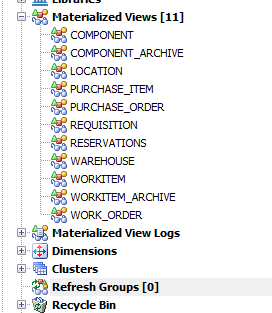 Libraries
Materialized Views [11]
COMPONENT
COMPONENT_ARCHIVE
LOCATION
PURCHASE_ITEM
PURCHASE_ORDER
REQUISITION
RESERVATIONS
WAREHOUSE
WORKITEM
WORKITEM_ARCHIVE
WORK_ORDER
Materialized View Logs
Dimensions
Clusters
Refresh Groups [0]
Recycle Bin